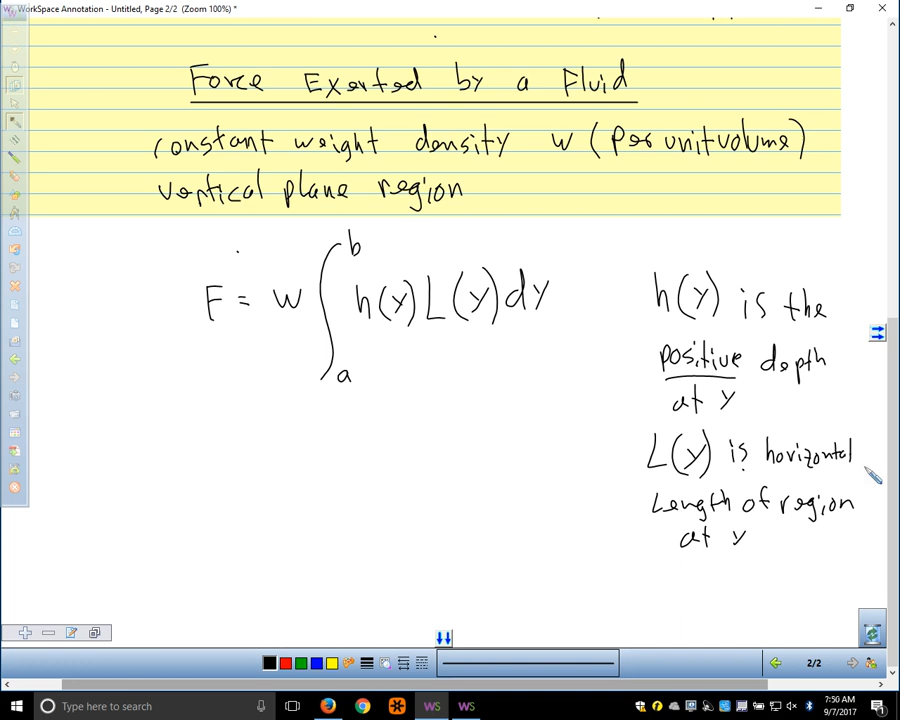 WorkSpace Annotation - Untitled, Page 2/2 (Zoom 100%) *
Force Exerted by a Fluid
constant weight density w (per unit volume)
vertical plane region
F = w ∫_a^b h(y) L(y) dy
h(y) is the
positive depth
at y
L(y) is horizontal
Length of region
at y
2/2
Type here to search
WS
WS
7:50 AM
9/7/2017